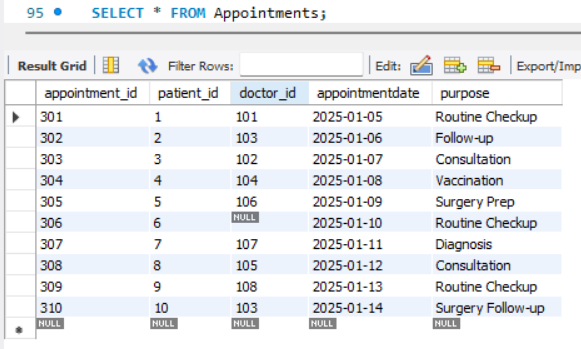 95 SELECT * FROM Appointments;
Result Grid Filter Rows: Edit: Export/Imp
appointment_id patient_id doctor_id appointmentdate purpose
301 1 101 2025-01-05 Routine Checkup
302 2 103 2025-01-06 Follow-up
303 3 102 2025-01-07 Consultation
304 4 104 2025-01-08 Vaccination
305 5 106 2025-01-09 Surgery Prep
306 6 NULL 2025-01-10 Routine Checkup
307 7 107 2025-01-11 Diagnosis
308 8 105 2025-01-12 Consultation
309 9 108 2025-01-13 Routine Checkup
310 10 103 2025-01-14 Surgery Follow-up
NULL NULL NULL NULL NULL